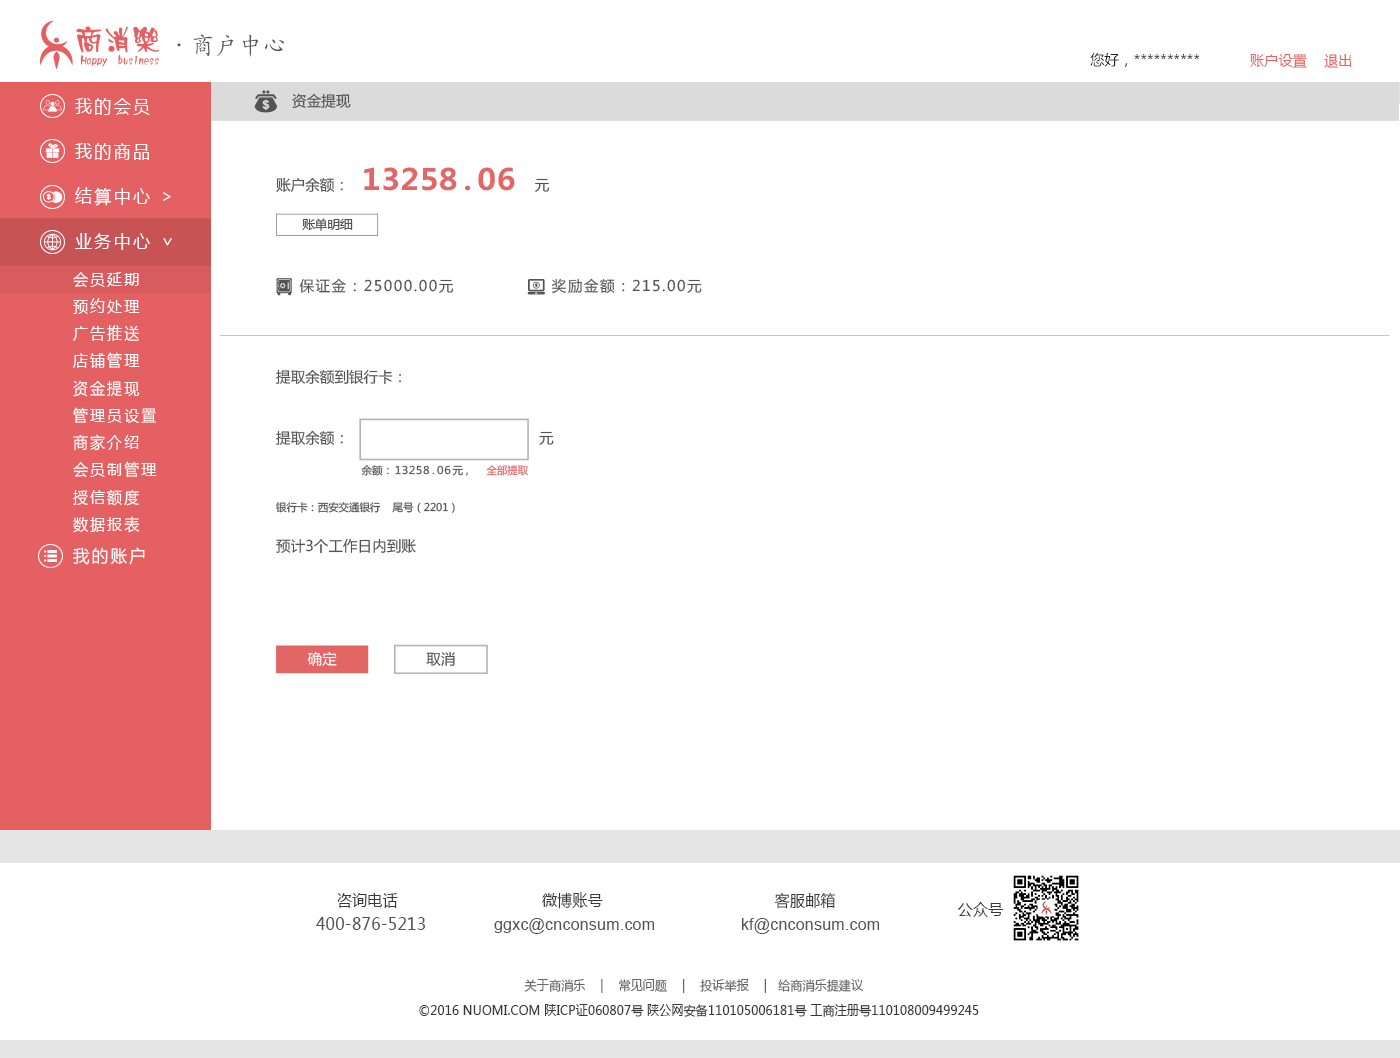 商消樂 · 商户中心
Happy business
您好，********** 账户设置 退出
我的会员
我的商品
结算中心 >
业务中心 ˅
会员延期
预约处理
广告推送
店铺管理
资金提现
管理员设置
商家介绍
会员制管理
授信额度
数据报表
我的账户
资金提现
账户余额： 13258.06 元
账单明细
保证金：25000.00元 奖励金额：215.00元
提取余额到银行卡：
提取余额： 元
余额：13258.06元， 全部提取
银行卡：西安交通银行 尾号（2201）
预计3个工作日内到账
确定 取消
咨询电话 微博账号 客服邮箱 公众号
400-876-5213 ggxc@cnconsum.com kf@cnconsum.com
关于商消乐 | 常见问题 | 投诉举报 | 给商消乐提建议
©2016 NUOMI.COM 陕ICP证060807号 陕公网安备110105006181号 工商注册号110108009499245